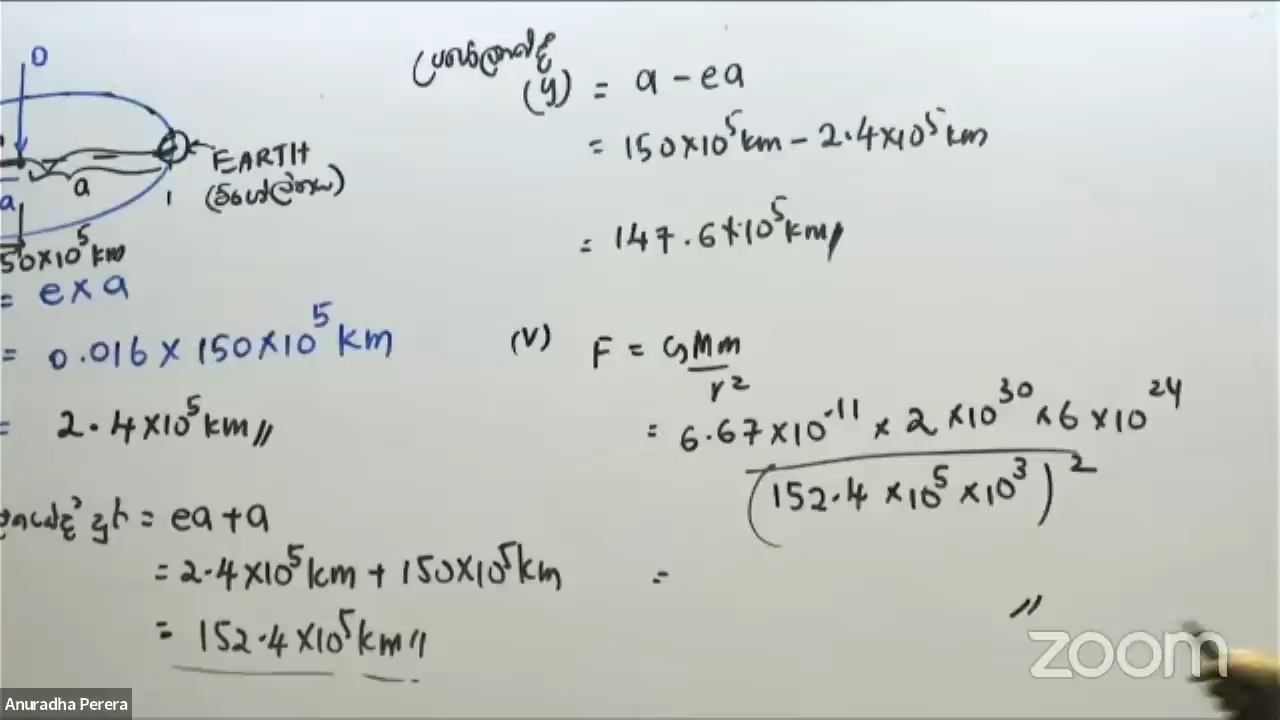 D
EARTH
a
a
50×10⁵ km
= e×a
= 0.016 × 150×10⁵ km
= 2.4×10⁵ km //
= ea+a
= 2.4×10⁵ km + 150×10⁵ km
= 152.4 ×10⁵ km //
(y) = a - ea
= 150×10⁵ km - 2.4×10⁵ km
= 147.6×10⁵ km //
(V) F = GMm
r²
= 6.67×10⁻¹¹ × 2 ×10³⁰ × 6 ×10²⁴
(152.4 ×10⁵ ×10³)²
= //
zoom
Anuradha Perera